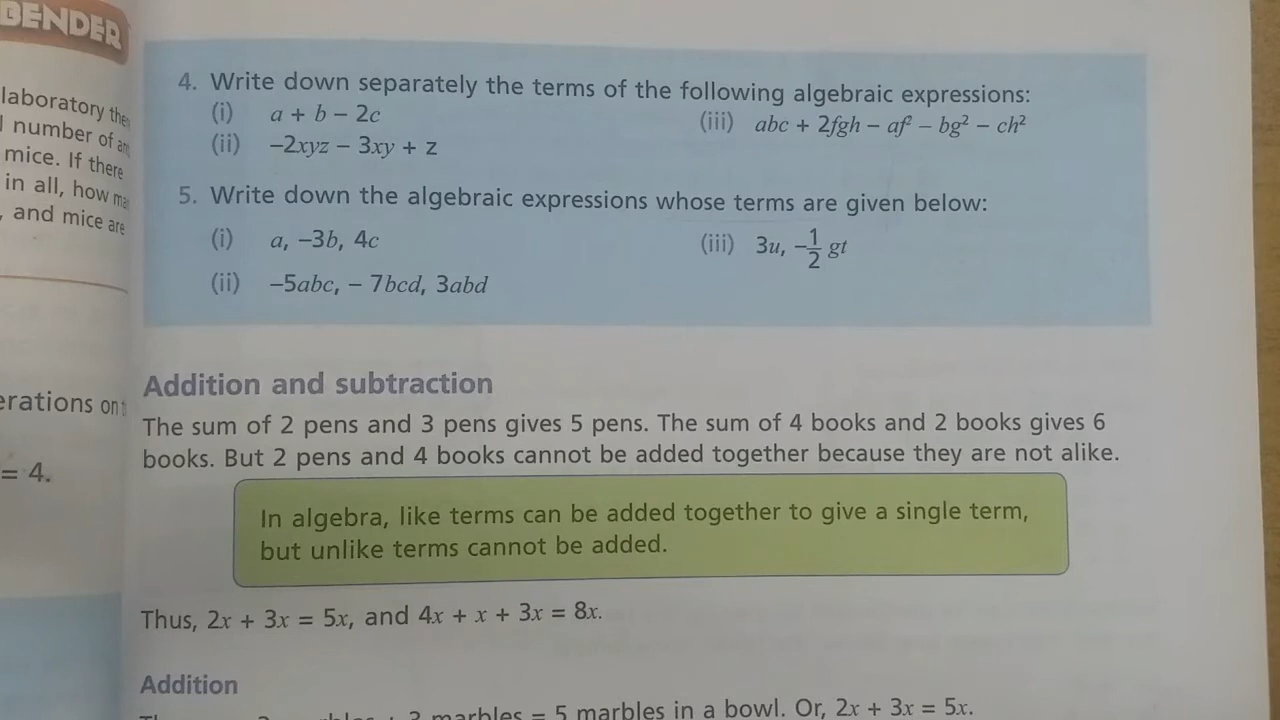 BENDER
laboratory
number of
mice. If there
in all, how
, and mice are
erations on
= 4.
4. Write down separately the terms of the following algebraic expressions:
(i) a + b – 2c
(iii) abc + 2fgh – af² – bg² – ch²
(ii) –2xyz – 3xy + z
5. Write down the algebraic expressions whose terms are given below:
(i) a, –3b, 4c
(iii) 3u, –1/2 gt
(ii) –5abc, – 7bcd, 3abd
Addition and subtraction
The sum of 2 pens and 3 pens gives 5 pens. The sum of 4 books and 2 books gives 6
books. But 2 pens and 4 books cannot be added together because they are not alike.
In algebra, like terms can be added together to give a single term,
but unlike terms cannot be added.
Thus, 2x + 3x = 5x, and 4x + x + 3x = 8x.
Addition
marbles = 5 marbles in a bowl. Or, 2x + 3x = 5x.